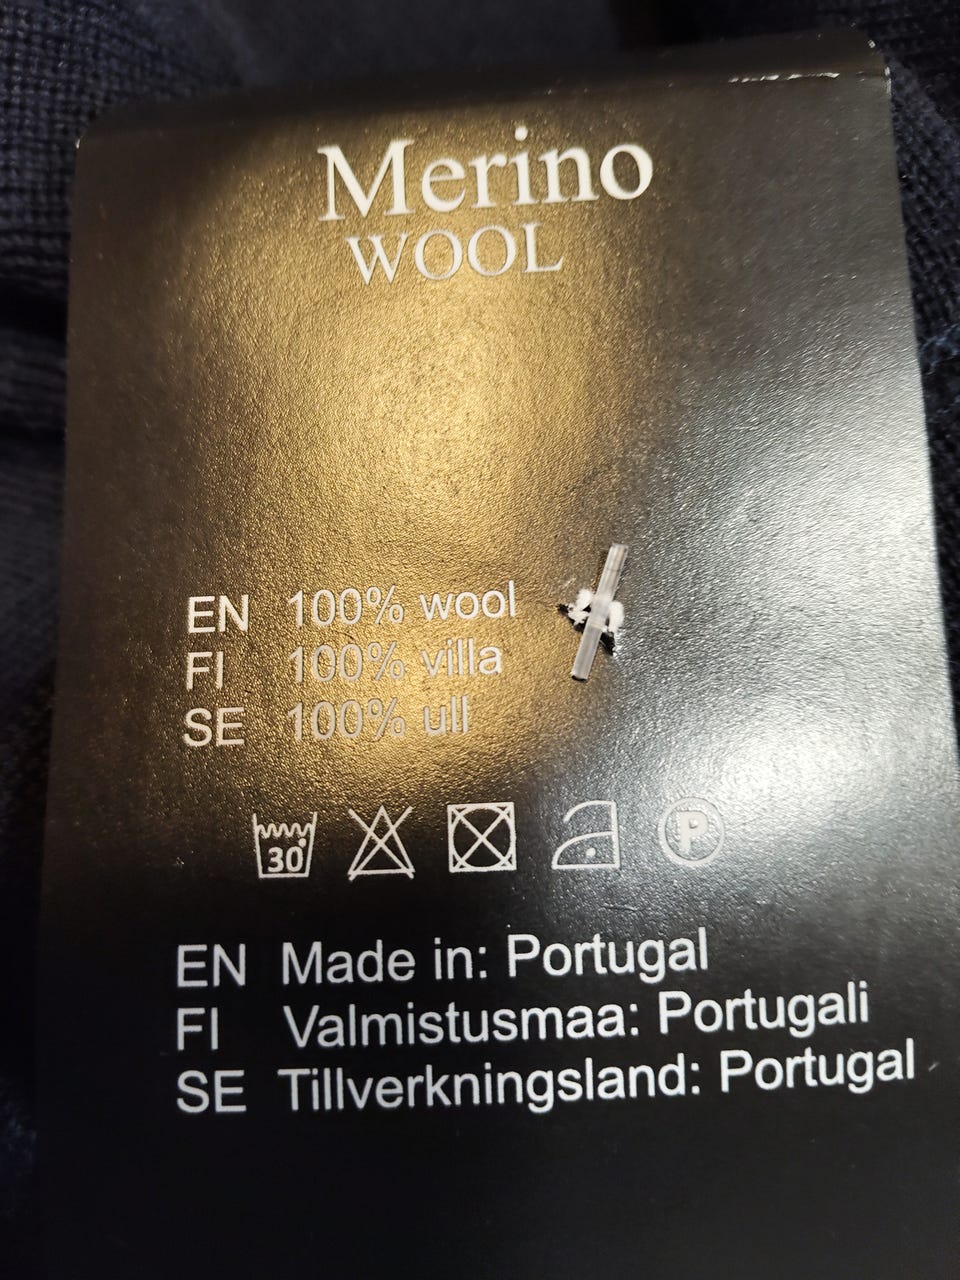 Merino
WOOL
EN 100% wool
FI 100% villa
SE 100% ull
30° P
EN Made in: Portugal
FI Valmistusmaa: Portugali
SE Tillverkningsland: Portugal